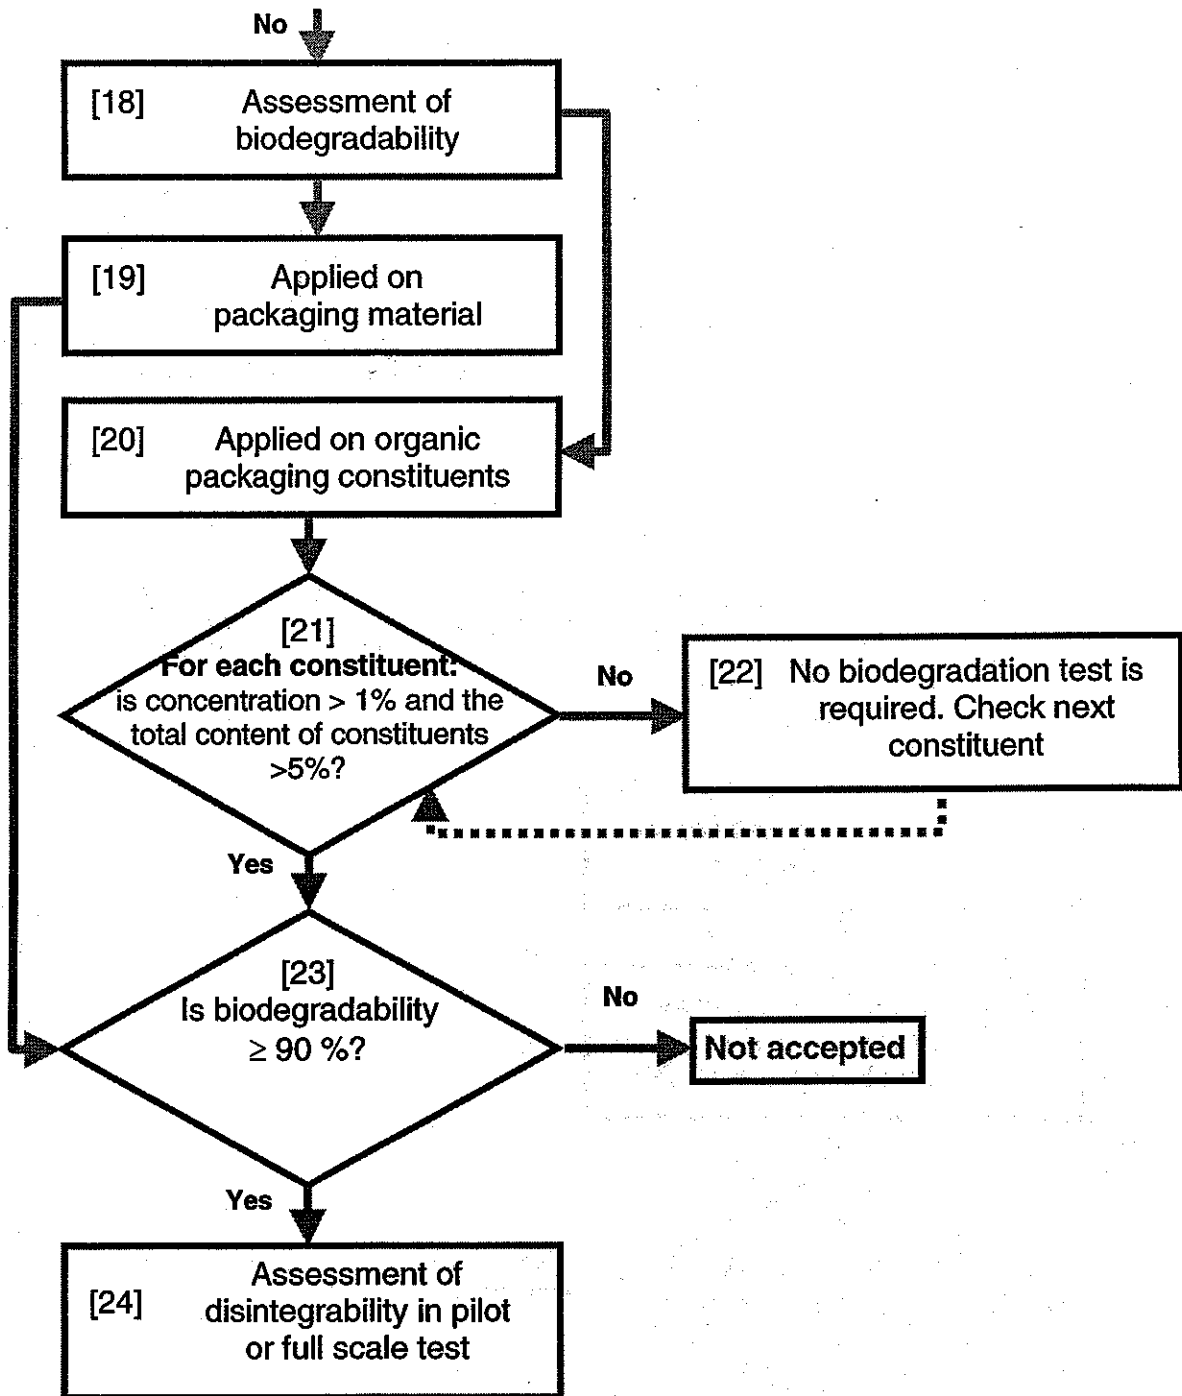 No
[18] Assessment of
biodegradability
[19] Applied on
packaging material
[20] Applied on organic
packaging constituents
[21]
For each constituent:
is concentration > 1% and the
total content of constituents
>5%?
No
[22] No biodegradation test is
required. Check next
constituent
Yes
[23]
Is biodegradability
≥ 90 %?
No
Not accepted
Yes
[24] Assessment of
disintegrability in pilot
or full scale test